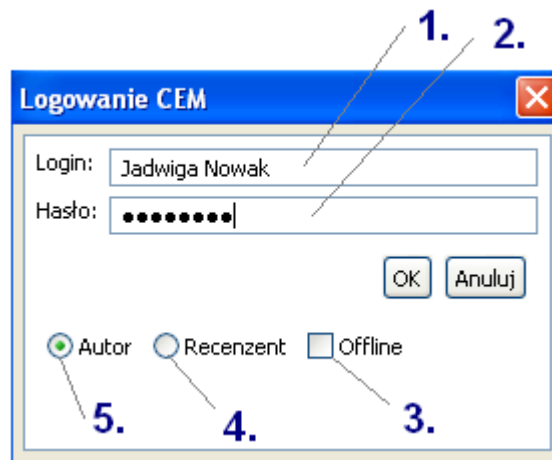 1. 2.
Logowanie CEM
Login: Jadwiga Nowak
Hasło: ●●●●●●●●
OK Anuluj
Autor Recenzent Offline
5. 4. 3.